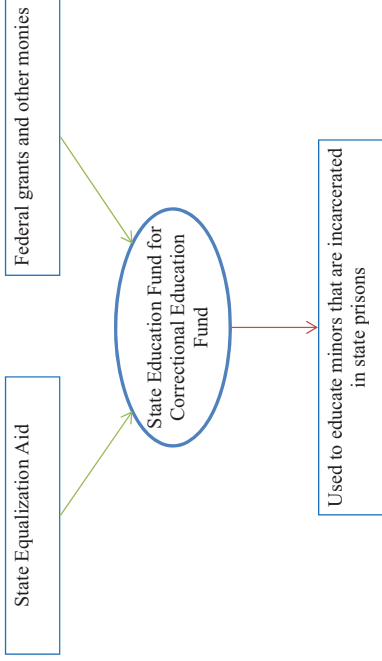 State Equalization Aid
Federal grants and other monies
State Education Fund for
Correctional Education
Fund
Used to educate minors that are incarcerated
in state prisons